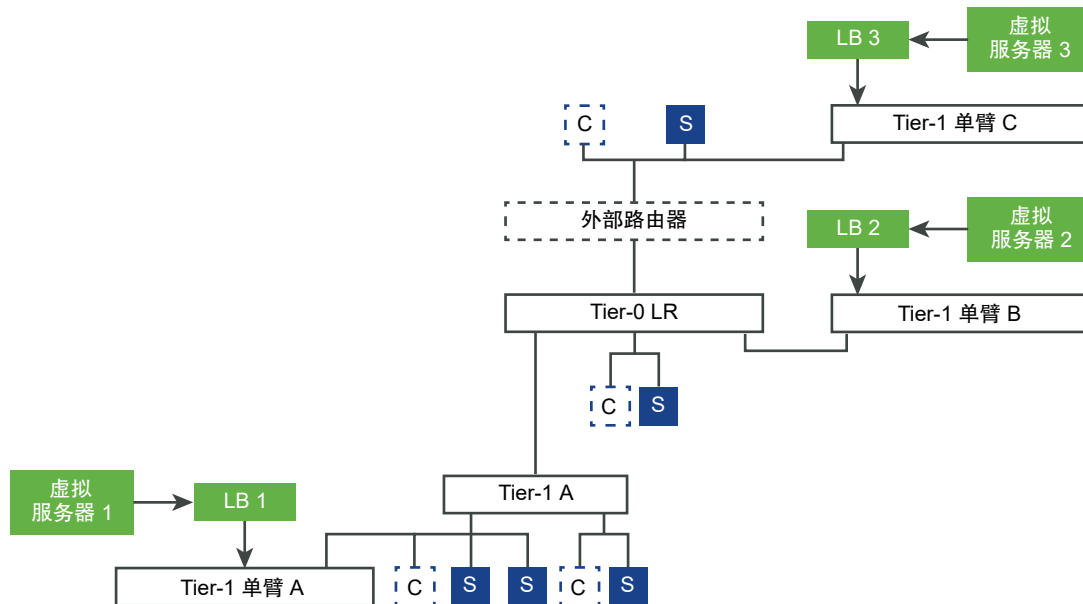 LB 3
虚拟
服务器 3
C
S
Tier-1 单臂 C
外部路由器
LB 2
虚拟
服务器 2
Tier-0 LR
Tier-1 单臂 B
C
S
虚拟
服务器 1
LB 1
Tier-1 A
Tier-1 单臂 A
C
S
S
C
S